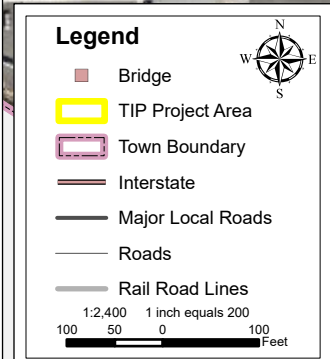 Legend
N
W E
S
Bridge
TIP Project Area
Town Boundary
Interstate
Major Local Roads
Roads
Rail Road Lines
1:2,400 1 inch equals 200
100 50 0 100
Feet